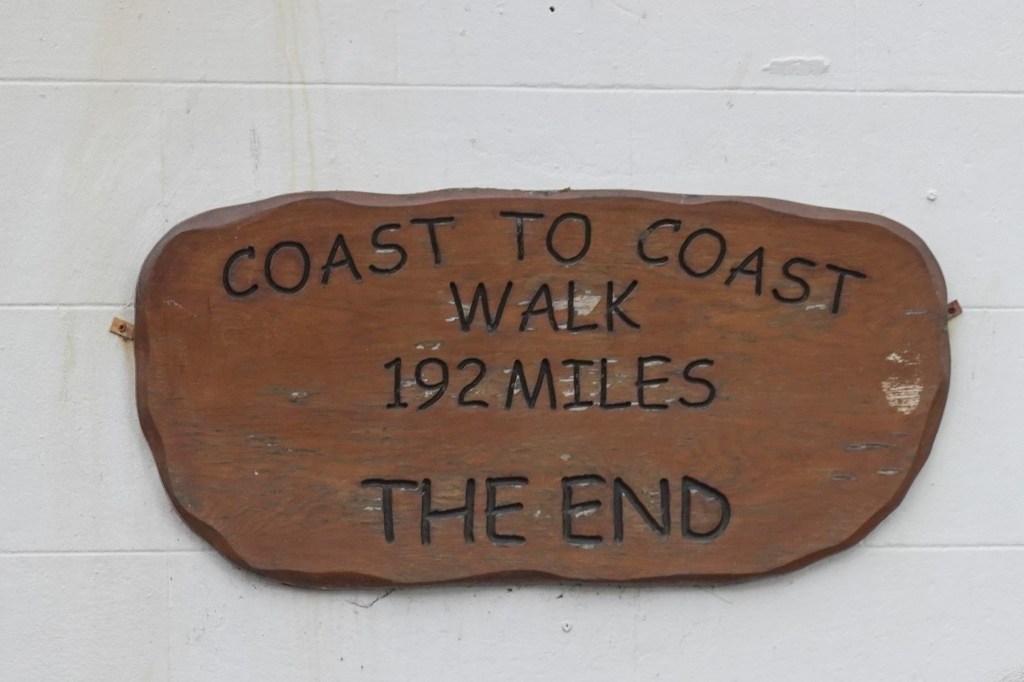 COAST TO COAST
WALK
192 MILES
THE END